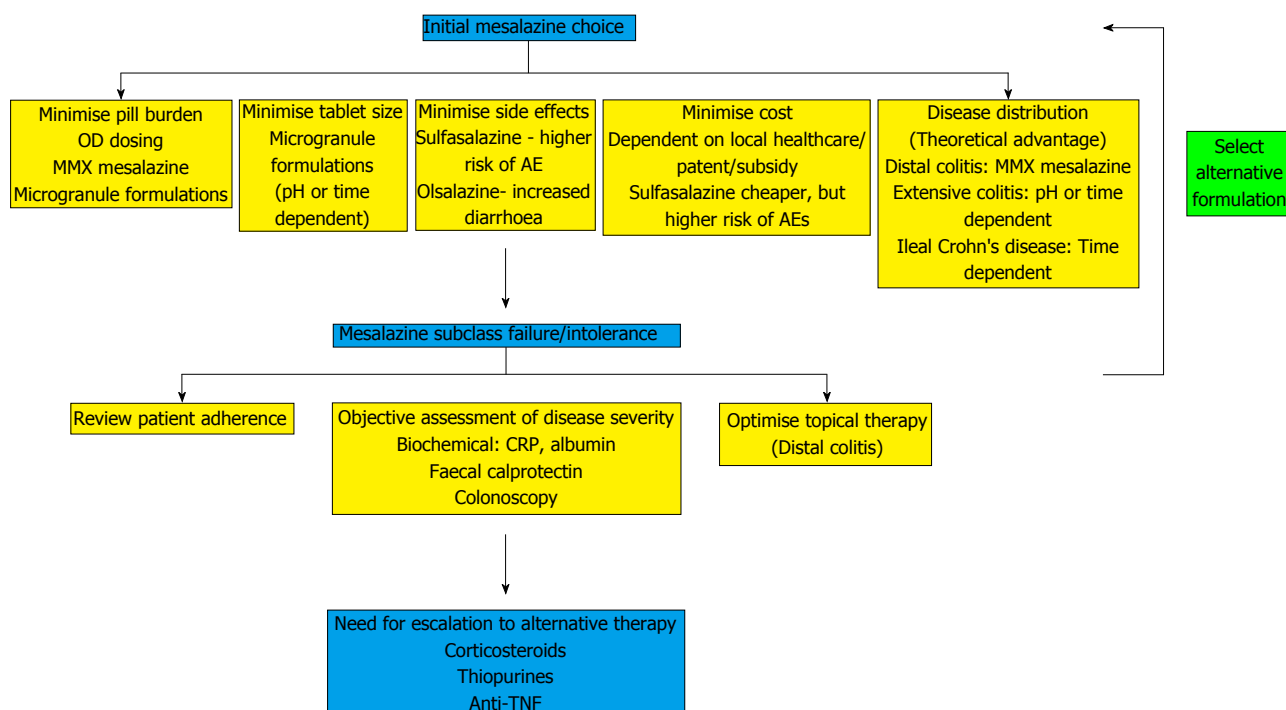 Initial mesalazine choice
Minimise pill burden
OD dosing
MMX mesalazine
Microgranule formulations
Minimise tablet size
Microgranule
formulations
(pH or time
dependent)
Minimise side effects
Sulfasalazine - higher
risk of AE
Olsalazine- increased
diarrhoea
Minimise cost
Dependent on local healthcare/
patent/subsidy
Sulfasalazine cheaper, but
higher risk of AEs
Disease distribution
(Theoretical advantage)
Distal colitis: MMX mesalazine
Extensive colitis: pH or time
dependent
Ileal Crohn's disease: Time
dependent
Select
alternative
formulation
Mesalazine subclass failure/intolerance
Review patient adherence
Objective assessment of disease severity
Biochemical: CRP, albumin
Faecal calprotectin
Colonoscopy
Optimise topical therapy
(Distal colitis)
Need for escalation to alternative therapy
Corticosteroids
Thiopurines
Anti-TNF